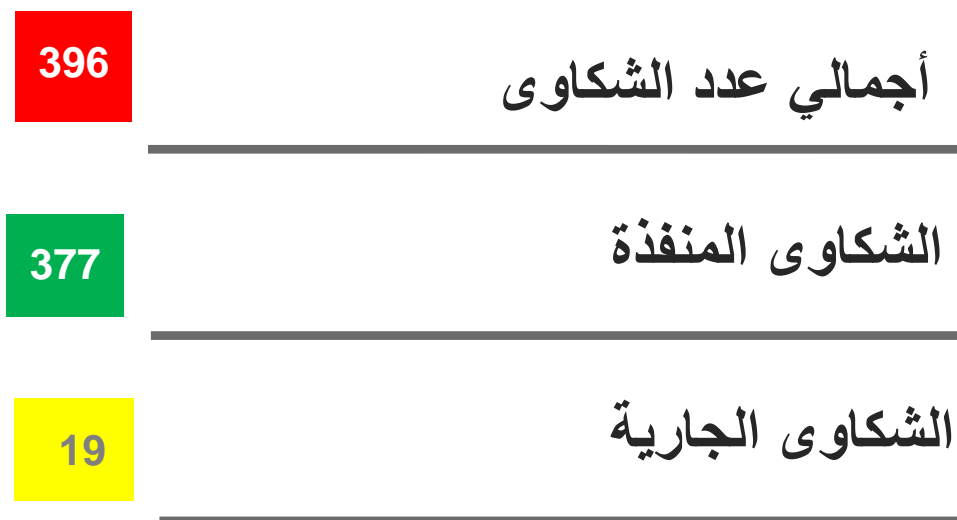 أجمالي عدد الشكاوى
396
الشكاوى المنفذة
377
الشكاوى الجارية
19